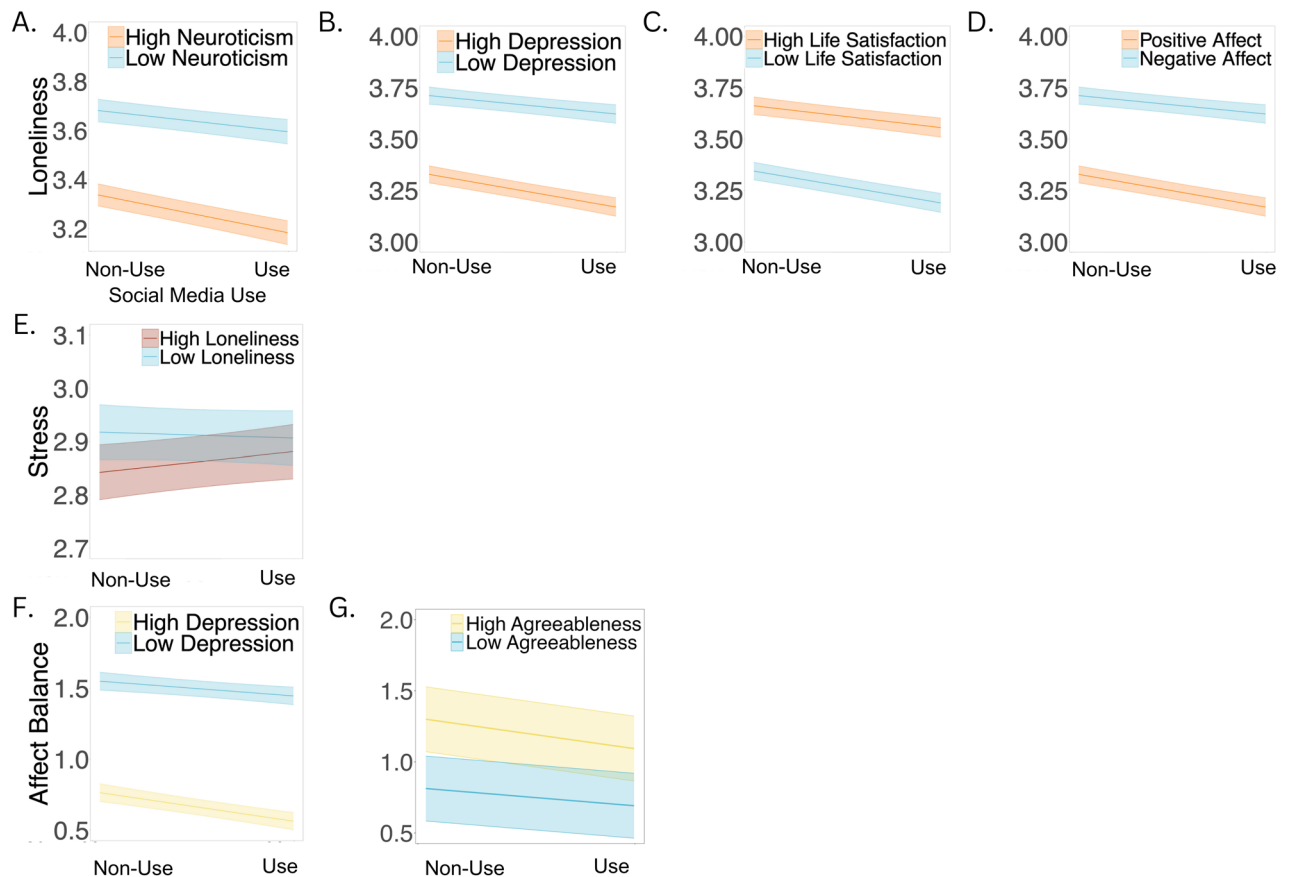 A.
4.0
3.8
3.6
3.4
3.2
Loneliness
High Neuroticism
Low Neuroticism
Non-Use Use
Social Media Use
B.
4.00
3.75
3.50
3.25
3.00
High Depression
Low Depression
Non-Use Use
C.
4.00
3.75
3.50
3.25
3.00
High Life Satisfaction
Low Life Satisfaction
Non-Use Use
D.
4.00
3.75
3.50
3.25
3.00
Positive Affect
Negative Affect
Non-Use Use
E.
3.1
3.0
2.9
2.8
2.7
Stress
High Loneliness
Low Loneliness
Non-Use Use
F.
2.0
1.5
1.0
0.5
Affect Balance
High Depression
Low Depression
Non-Use Use
G.
2.0
1.5
1.0
0.5
High Agreeableness
Low Agreeableness
Non-Use Use